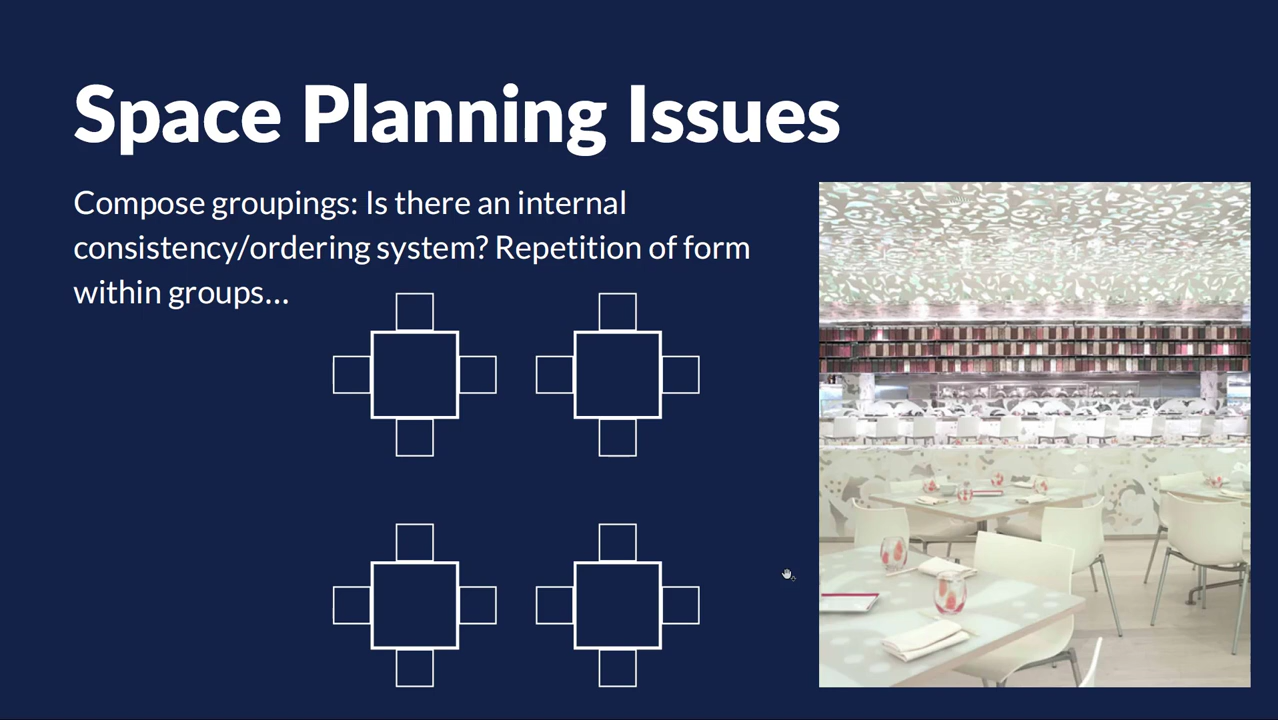 Space Planning Issues
Compose groupings: Is there an internal
consistency/ordering system? Repetition of form
within groups...